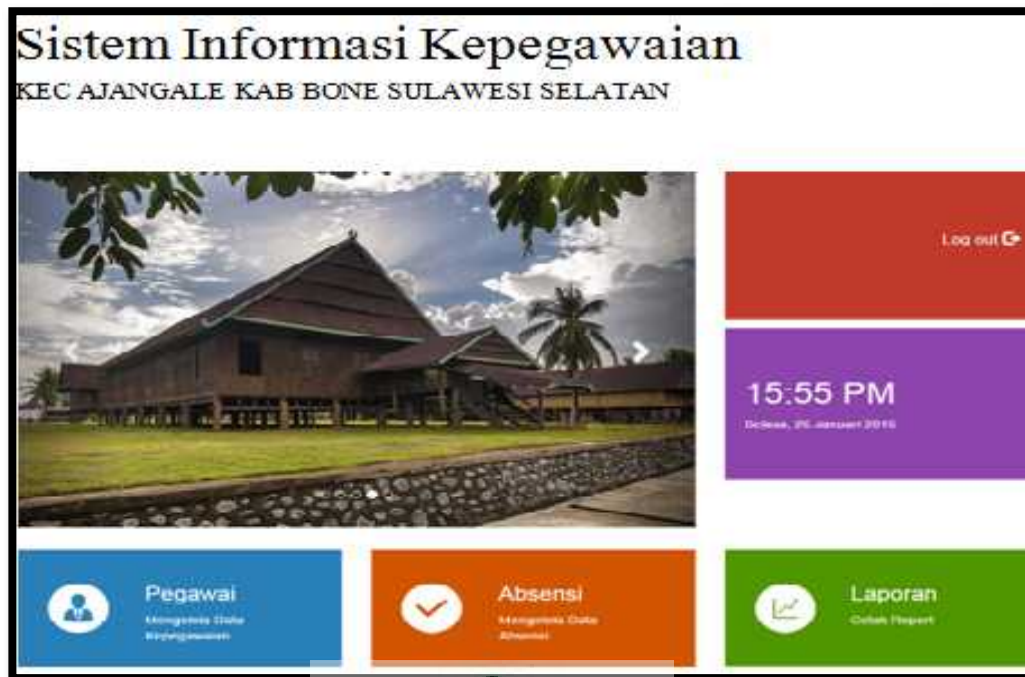 Sistem Informasi Kepegawaian
KEC AJANGALE KAB BONE SULAWESI SELATAN
Log out
15:55 PM
Januari
Pegawai
Mengelola Data
Kepegawaian
Absensi
Mengelola Data
Absensi
Laporan
Cetak Report